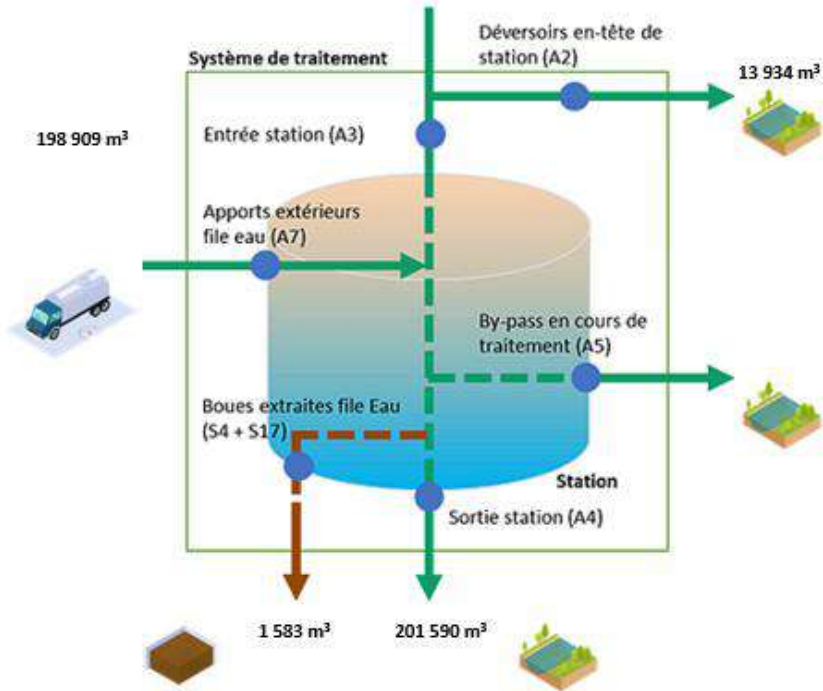 Déversoirs en-tête de
station (A2)
Système de traitement
13 934 m³
198 909 m³
Entrée station (A3)
Apports extérieurs
file eau (A7)
By-pass en cours de
traitement (A5)
Boues extraites file Eau
(S4 + S17)
Station
Sortie station (A4)
1 583 m³
201 590 m³